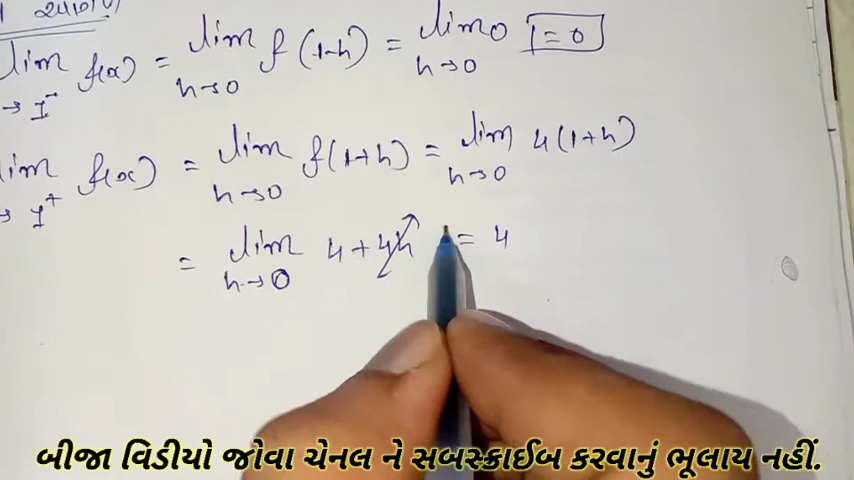 lim f(x) = lim f(1-h) = lim 0 = 0
→ 1⁻ h→0 h→0
lim f(x) = lim f(1+h) = lim 4(1+h)
→ 1⁺ h→0 h→0
= lim 4 + 4h = 4
h→0
બીજા વિડીયો જોવા ચેનલ ને સબસ્ક્રાઈબ કરવાનું ભૂલાય નહીં.